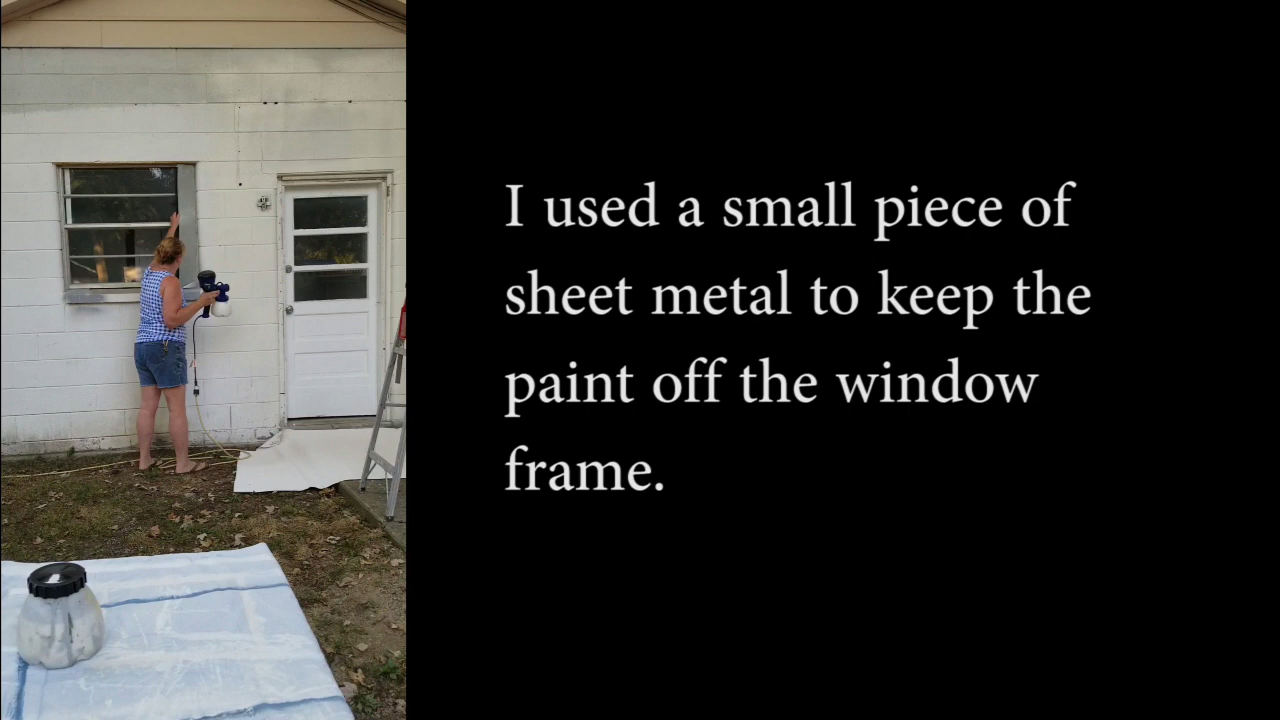 I used a small piece of
sheet metal to keep the
paint off the window
frame.